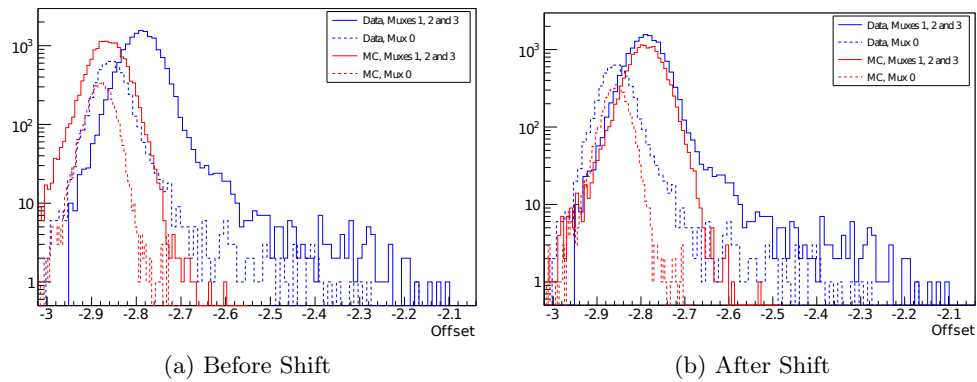 Data, Muxes 1, 2 and 3
Data, Mux 0
MC, Muxes 1, 2 and 3
MC, Mux 0
10³
10²
10
1
-3 -2.9 -2.8 -2.7 -2.6 -2.5 -2.4 -2.3 -2.2 -2.1
Offset
(a) Before Shift
Data, Muxes 1, 2 and 3
Data, Mux 0
MC, Muxes 1, 2 and 3
MC, Mux 0
10³
10²
10
1
-3 -2.9 -2.8 -2.7 -2.6 -2.5 -2.4 -2.3 -2.2 -2.1
Offset
(b) After Shift